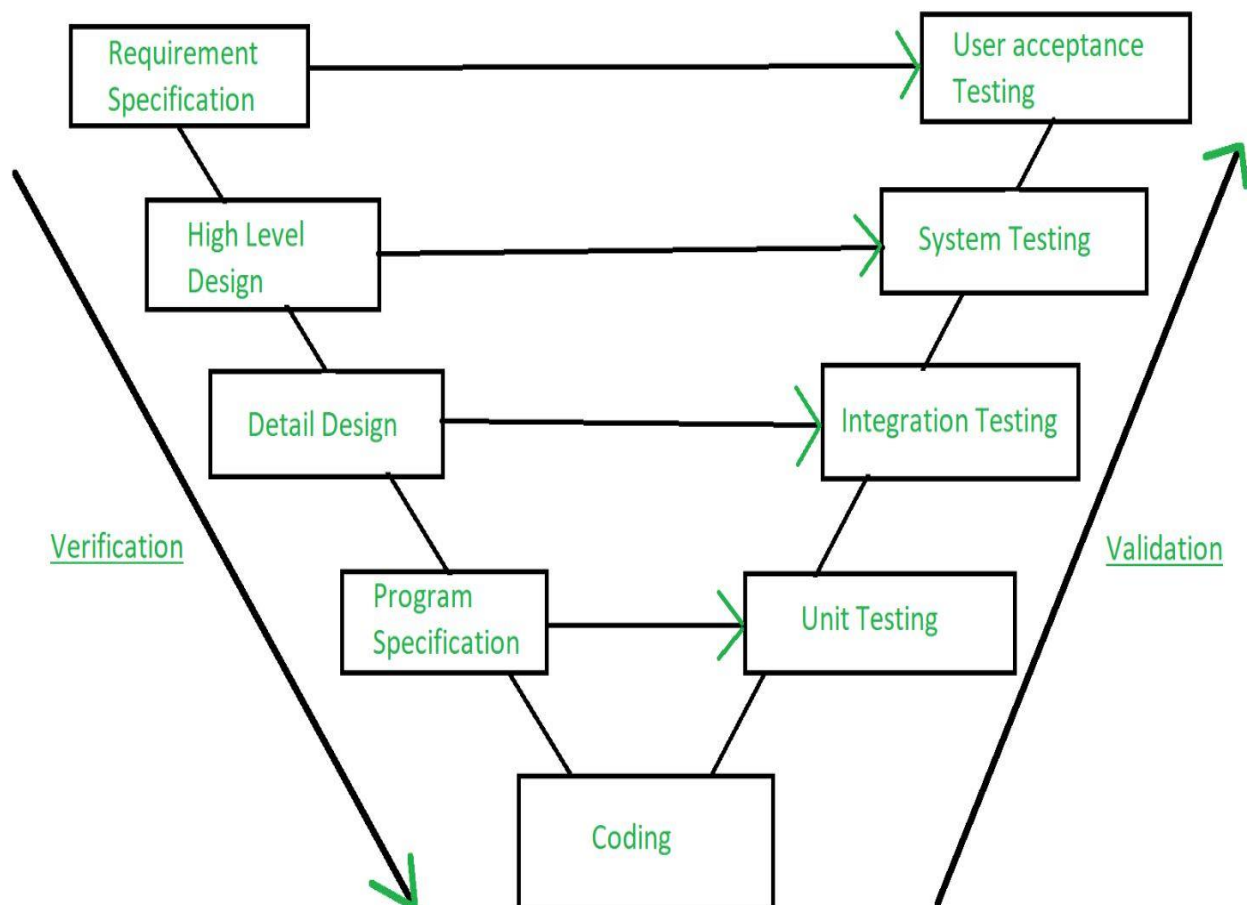 Requirement
Specification
User acceptance
Testing
High Level
Design
System Testing
Detail Design
Integration Testing
Verification
Validation
Program
Specification
Unit Testing
Coding